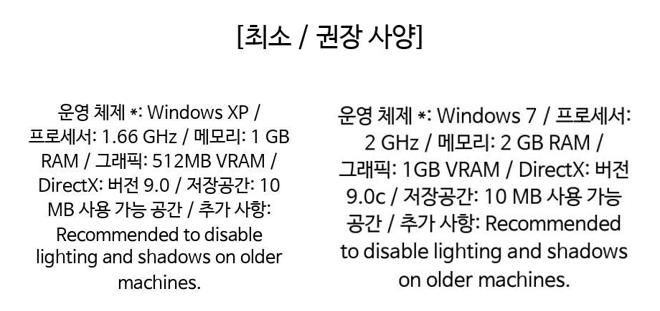 [최소 / 권장 사양]
운영 체제 *: Windows XP /
프로세서: 1.66 GHz / 메모리: 1 GB
RAM / 그래픽: 512MB VRAM /
DirectX: 버전 9.0 / 저장공간: 10
MB 사용 가능 공간 / 추가 사항:
Recommended to disable
lighting and shadows on older
machines.
운영 체제 *: Windows 7 / 프로세서:
2 GHz / 메모리: 2 GB RAM /
그래픽: 1GB VRAM / DirectX: 버전
9.0c / 저장공간: 10 MB 사용 가능
공간 / 추가 사항: Recommended
to disable lighting and shadows
on older machines.